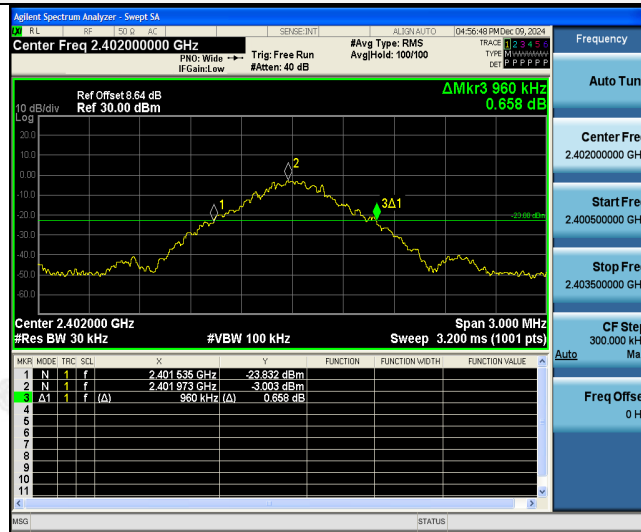 Agilent Spectrum Analyzer - Swept SA
RL RF 50 Ω AC SENSE:INT ALIGN AUTO 04:56:48 PM Dec 09, 2024
Center Freq 2.402000000 GHz
PNO: Wide
IFGain:Low
Trig: Free Run
#Atten: 40 dB
#Avg Type: RMS
Avg|Hold: 100/100
TRACE 1 2 3 4 5 6
TYPE M W W W W W
DET P P P P P P
Ref Offset 8.64 dB
Ref 30.00 dBm
10 dB/div
Log
ΔMkr3 960 kHz
0.658 dB
20.0
10.0
0.00
-10.0
-20.0
-30.0
-40.0
-50.0
-60.0
1
2
3Δ1
-23.00 dBm
Center 2.402000 GHz Span 3.000 MHz
#Res BW 30 kHz #VBW 100 kHz Sweep 3.200 ms (1001 pts)
MKR MODE TRC SCL X Y FUNCTION FUNCTION WIDTH FUNCTION VALUE
1 N 1 f 2.401 535 GHz -23.832 dBm
2 N 1 f 2.401 973 GHz -3.003 dBm
3 Δ1 1 f (Δ) 960 kHz (Δ) 0.658 dB
4
5
6
7
8
9
10
11
MSG STATUS
Frequency
Auto Tun
Center Fre
2.402000000 GH
Start Fre
2.400500000 GH
Stop Fre
2.403500000 GH
CF Ste
300.000 kH
Auto Ma
Freq Offse
0 H